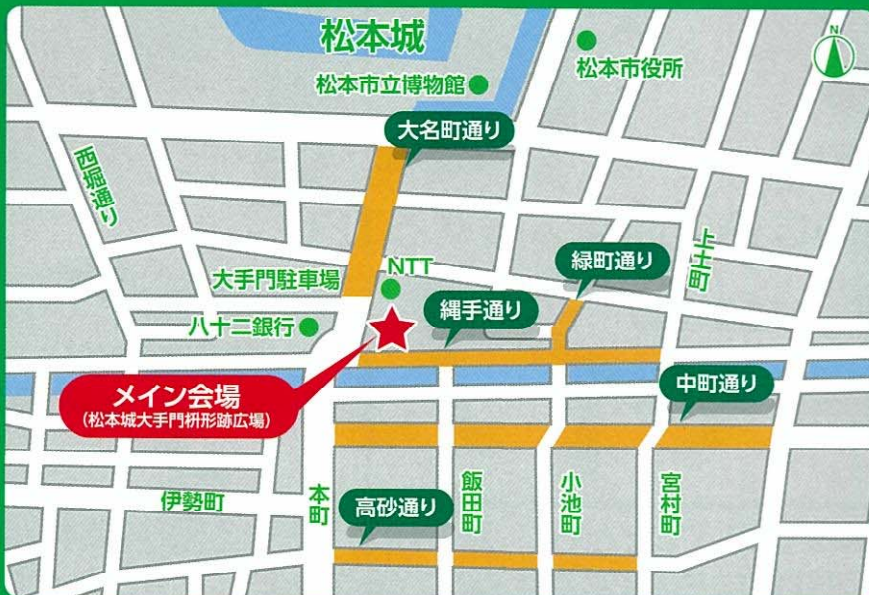 松本城
松本市役所
N
松本市立博物館
大名町通り
西堀通り
緑町通り
上土町
大手門駐車場
NTT
縄手通り
八十二銀行
中町通り
メイン会場
(松本城大手門枡形跡広場)
伊勢町
本町
高砂通り
飯田町
小池町
宮村町